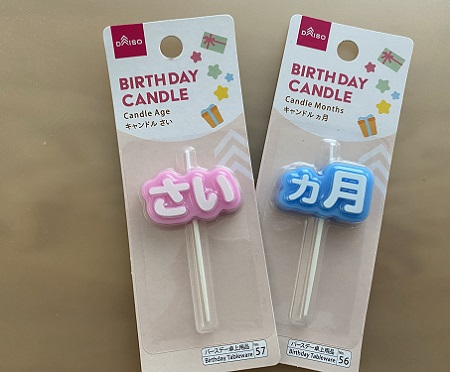 DAISO
BIRTHDAY
CANDLE
Candle Age
キャンドル さい
さい
バースデー卓上用品
Birthday Tableware
No.
57
DAISO
BIRTHDAY
CANDLE
Candle Months
キャンドル ヵ月
ヵ月
バースデー卓上用品
Birthday Tableware
No.
56